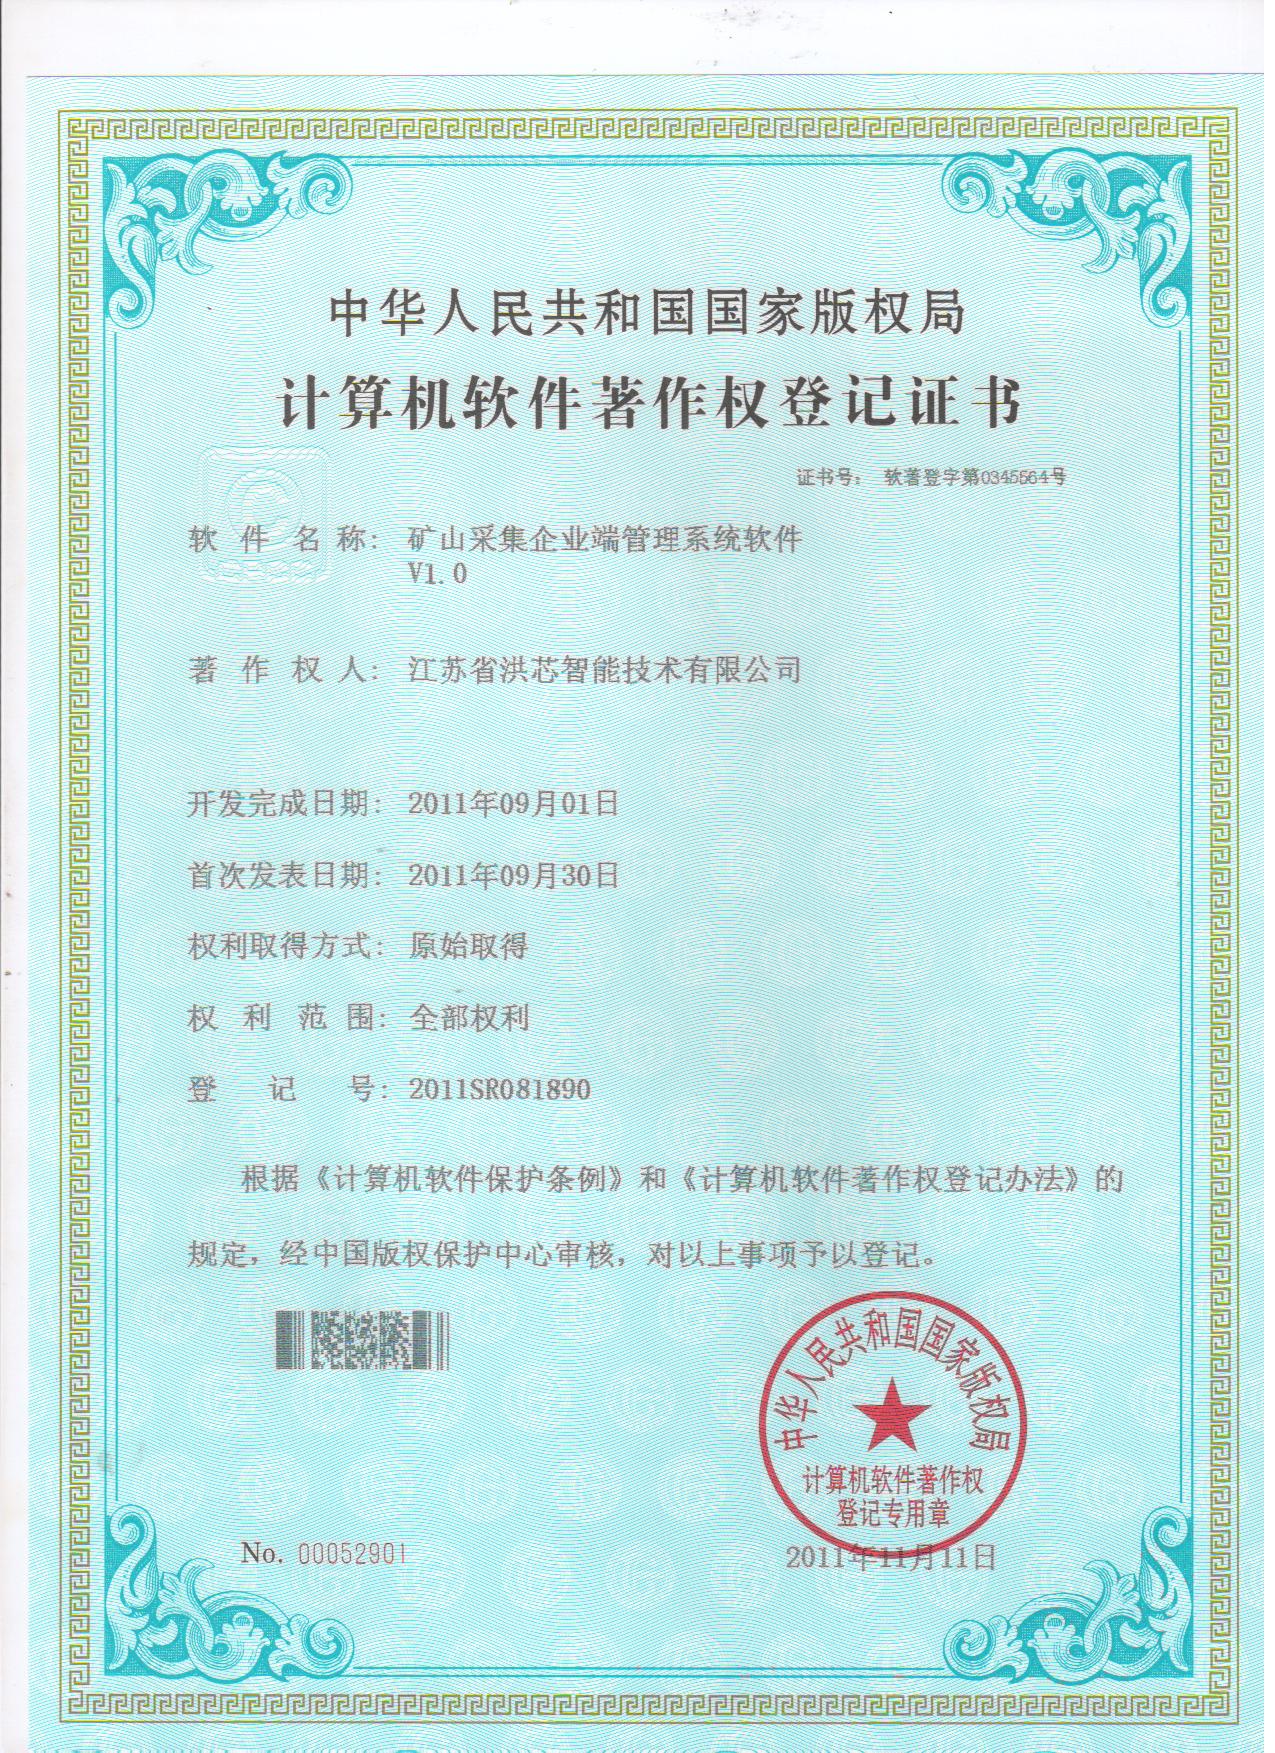 中华人民共和国国家版权局
计算机软件著作权登记证书
证书号： 软著登字第0345564号
软件名称： 矿山采集企业端管理系统软件
V1.0
著作权人： 江苏省洪芯智能技术有限公司
开发完成日期： 2011年09月01日
首次发表日期： 2011年09月30日
权利取得方式： 原始取得
权利范围： 全部权利
登记号： 2011SR081890
根据《计算机软件保护条例》和《计算机软件著作权登记办法》的
规定，经中国版权保护中心审核，对以上事项予以登记。
中华人民共和国国家版权局
计算机软件著作权
登记专用章
No. 00052901
2011年11月11日